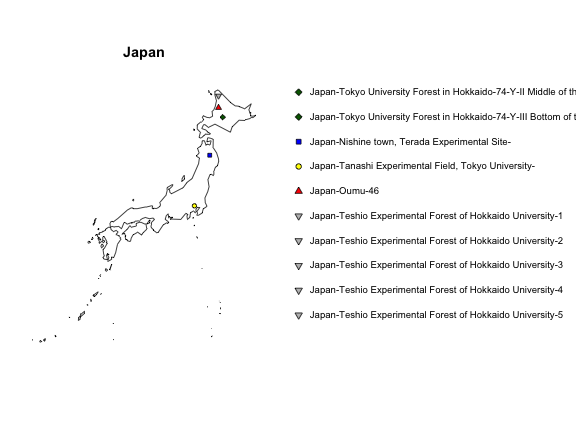 Japan
Japan-Tokyo University Forest in Hokkaido-74-Y-II Middle of th
Japan-Tokyo University Forest in Hokkaido-74-Y-III Bottom of t
Japan-Nishine town, Terada Experimental Site-
Japan-Tanashi Experimental Field, Tokyo University-
Japan-Oumu-46
Japan-Teshio Experimental Forest of Hokkaido University-1
Japan-Teshio Experimental Forest of Hokkaido University-2
Japan-Teshio Experimental Forest of Hokkaido University-3
Japan-Teshio Experimental Forest of Hokkaido University-4
Japan-Teshio Experimental Forest of Hokkaido University-5